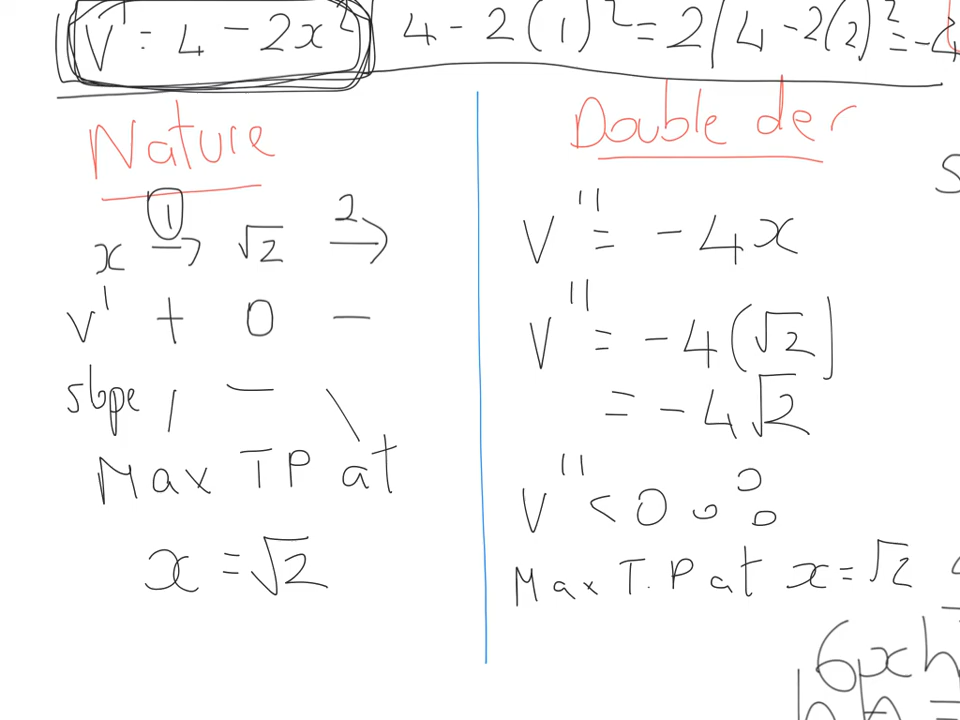 V' = 4 - 2x² 4 - 2(1)² = 2 | 4 - 2(2)² = -4
Nature
x → 1 √2 → 2
V' + 0 -
slope / — \
Max TP at
x = √2
Double der
V'' = -4x
V'' = -4(√2)
= -4√2
V'' < 0 ∴
Max T.P at x = √2
6xh